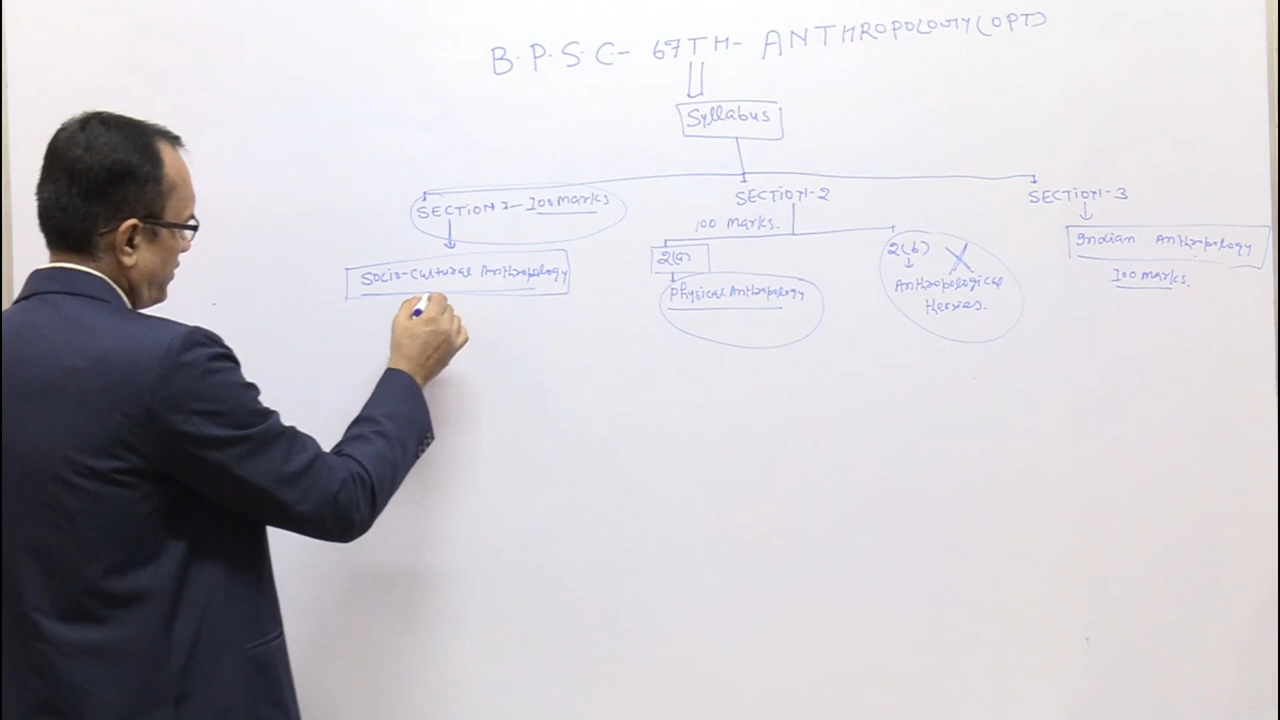 B.P.S.C- 67TH- ANTHROPOLOGY(OPT)
Syllabus
SECTION 1- 100 Marks
Socio-Cultural Anthropology
SECTION-2
100 Marks.
2(a)
Physical Anthropology
2(b) X
Anthropological
Theries.
SECTION-3
Indian Anthropology
100 marks.